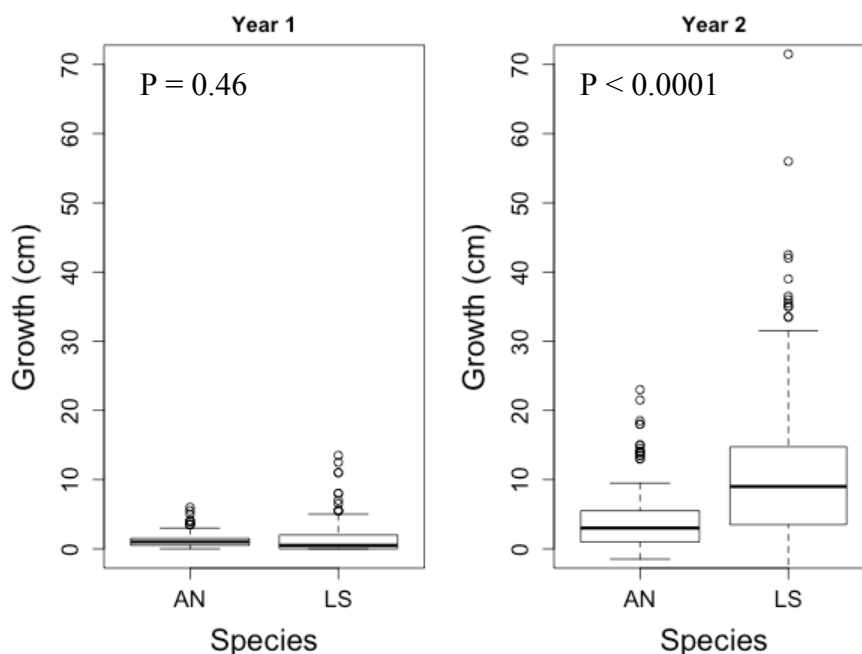 Year 1
P = 0.46
Growth (cm)
70
60
50
40
30
20
10
0
AN LS
Species
Year 2
P < 0.0001
Growth (cm)
70
60
50
40
30
20
10
0
AN LS
Species